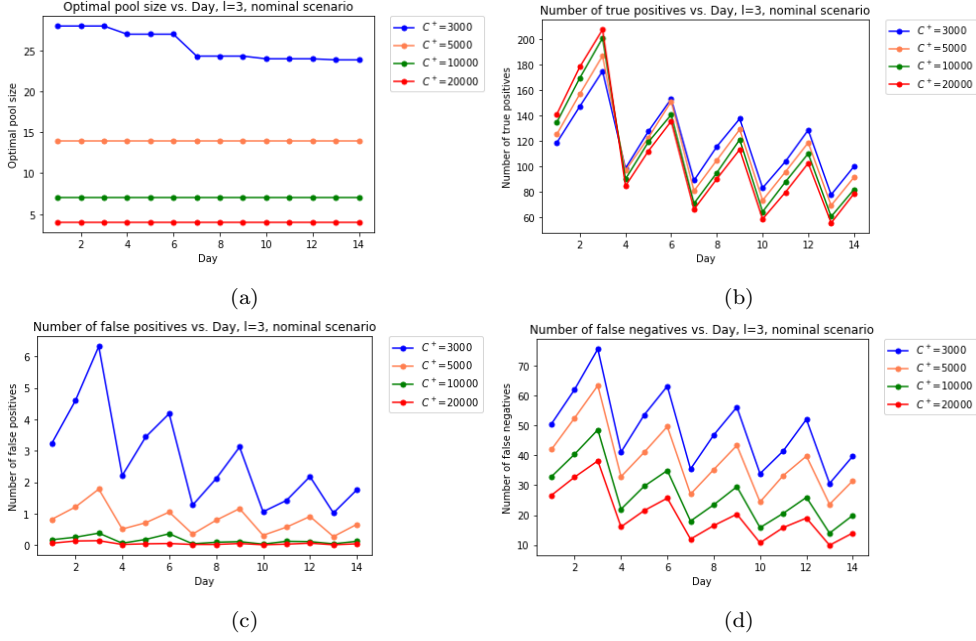 Optimal pool size vs. Day, l=3, nominal scenario
Optimal pool size
25
20
15
10
5
2 4 6 8 10 12 14
Day
C⁺=3000
C⁺=5000
C⁺=10000
C⁺=20000
(a)
Number of true positives vs. Day, l=3, nominal scenario
Number of true positives
200
180
160
140
120
100
80
60
2 4 6 8 10 12 14
Day
C⁺=3000
C⁺=5000
C⁺=10000
C⁺=20000
(b)
Number of false positives vs. Day, l=3, nominal scenario
Number of false positives
6
5
4
3
2
1
0
2 4 6 8 10 12 14
Day
C⁺=3000
C⁺=5000
C⁺=10000
C⁺=20000
(c)
Number of false negatives vs. Day, l=3, nominal scenario
Number of false negatives
70
60
50
40
30
20
10
2 4 6 8 10 12 14
Day
C⁺=3000
C⁺=5000
C⁺=10000
C⁺=20000
(d)